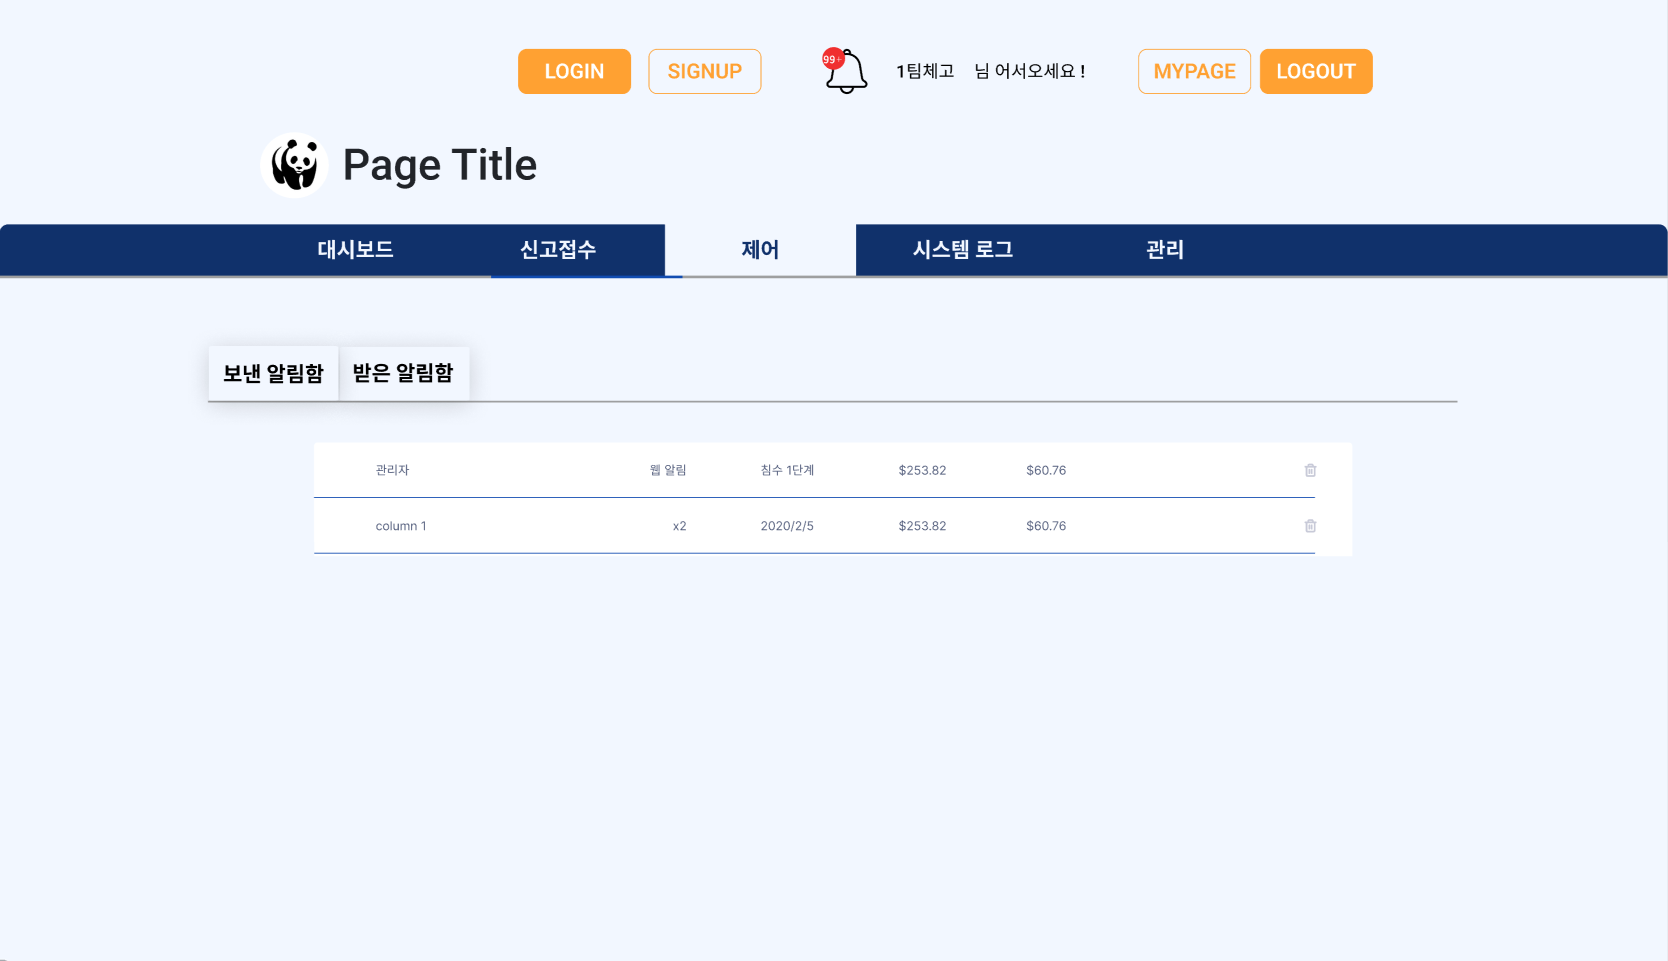 LOGIN SIGNUP 99+ 1팀체고 님 어서오세요 ! MYPAGE LOGOUT
Page Title
대시보드 신고접수 제어 시스템 로그 관리
보낸 알림함 받은 알림함
관리자 웹 알림 침수 1단계 $253.82 $60.76
column 1 x2 2020/2/5 $253.82 $60.76